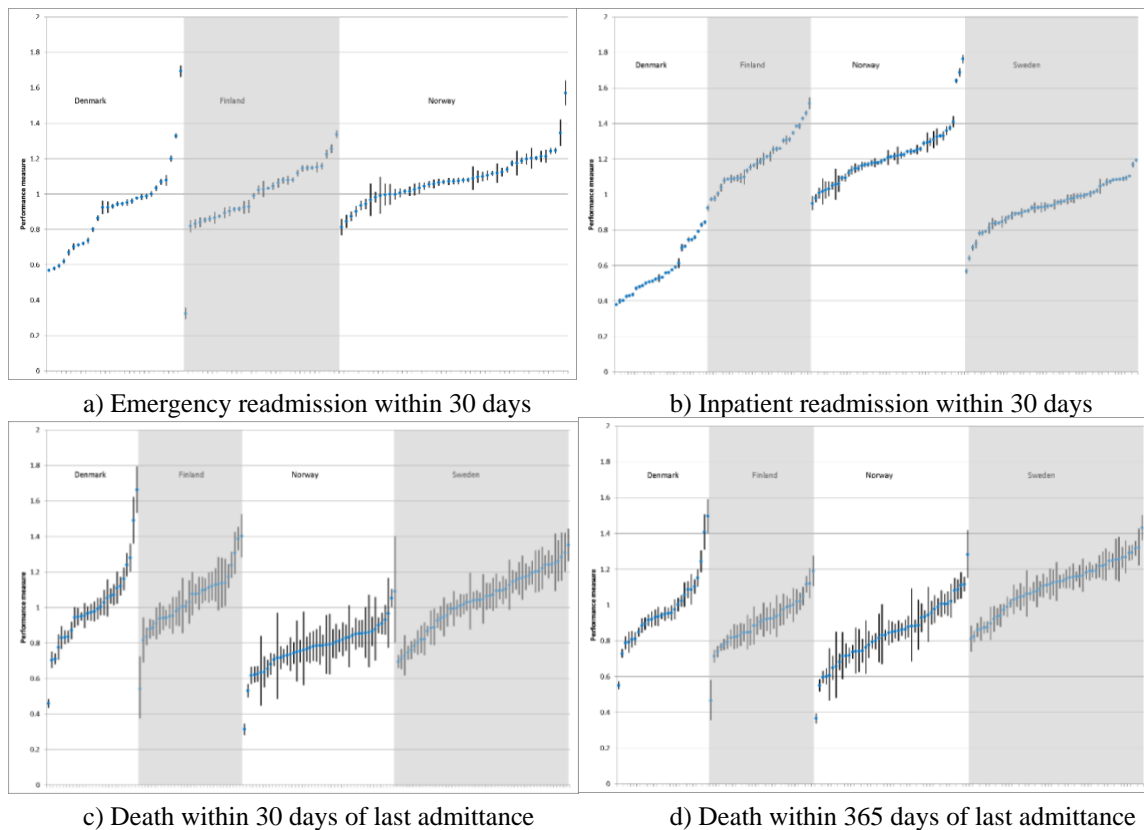 2
1.8
1.6
1.4
1.2
1
0.8
0.6
0.4
0.2
0
Performance measure
Denmark
Finland
Norway
a) Emergency readmission within 30 days
2
1.8
1.6
1.4
1.2
1
0.8
0.6
0.4
0.2
0
Performance measure
Denmark
Finland
Norway
Sweden
b) Inpatient readmission within 30 days
2
1.8
1.6
1.4
1.2
1
0.8
0.6
0.4
0.2
0
Performance measure
Denmark
Finland
Norway
Sweden
c) Death within 30 days of last admittance
2
1.8
1.6
1.4
1.2
1
0.8
0.6
0.4
0.2
0
Performance measure
Denmark
Finland
Norway
Sweden
d) Death within 365 days of last admittance